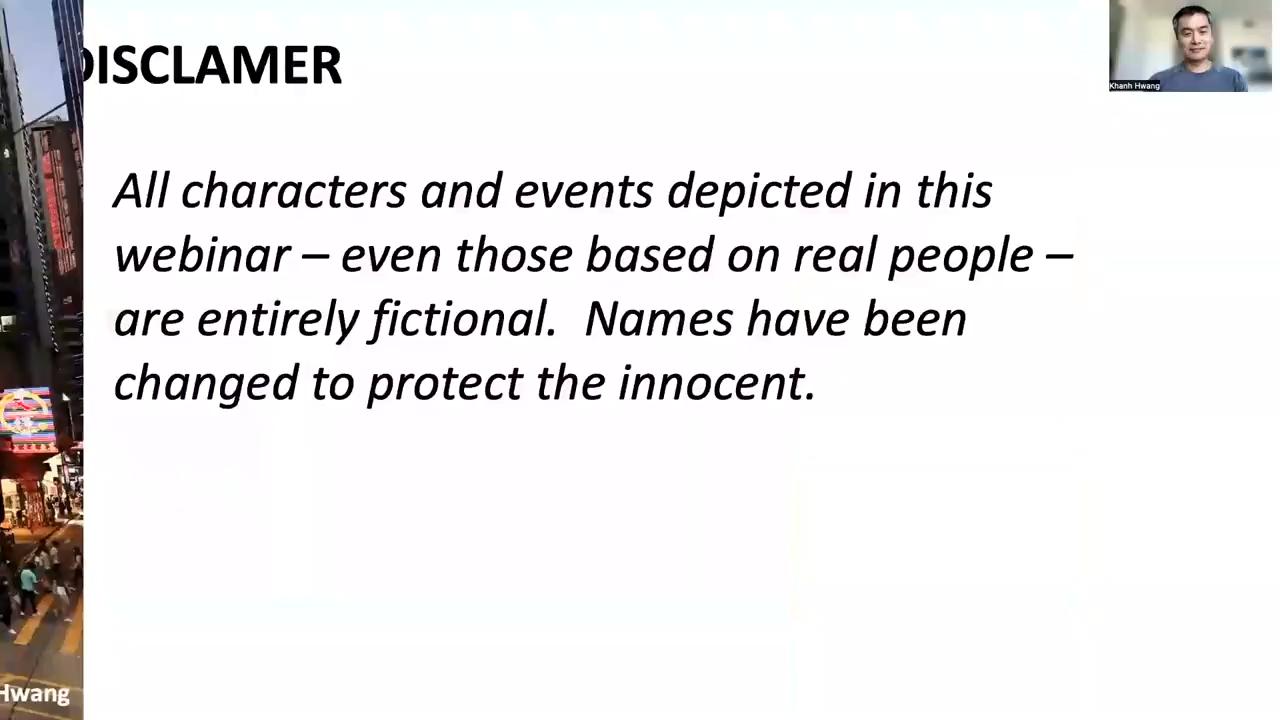 DISCLAMER
Khanh Hwang
All characters and events depicted in this
webinar – even those based on real people –
are entirely fictional.  Names have been
changed to protect the innocent.
Hwang